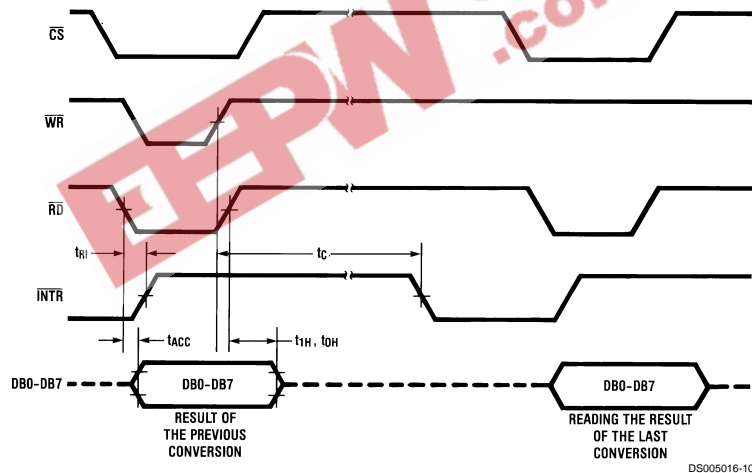 CS
WR
RD
tRI
tC
INTR
tACC
t1H, t0H
DB0-DB7
DB0-DB7
DB0-DB7
RESULT OF
THE PREVIOUS
CONVERSION
READING THE RESULT
OF THE LAST
CONVERSION
DS005016-10
EEPW.com